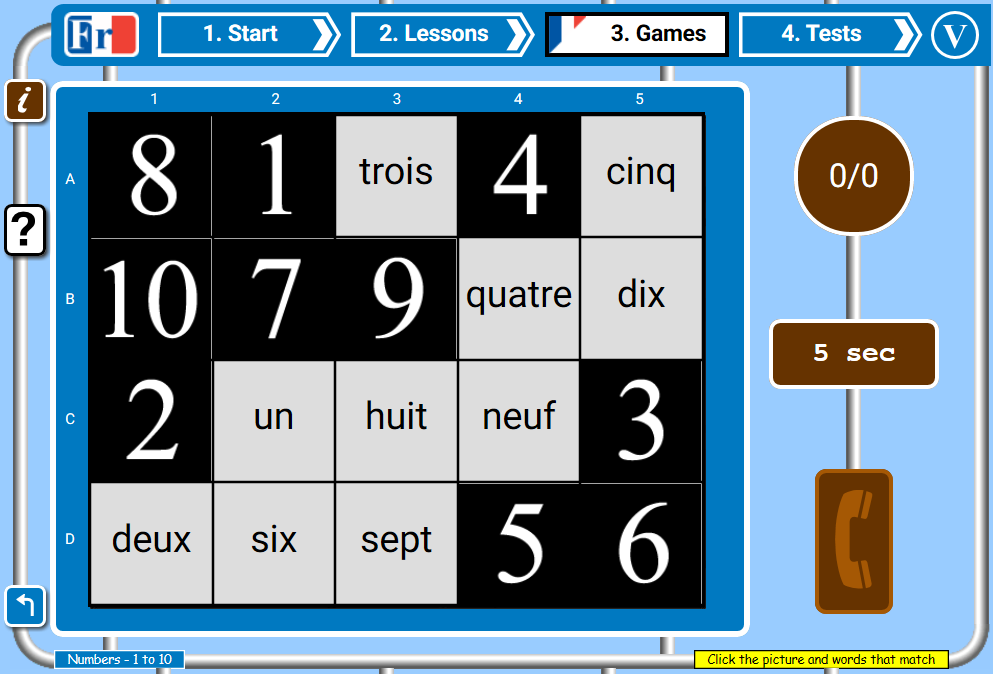 Fr 1. Start 2. Lessons 3. Games 4. Tests V
i
?
1 2 3 4 5
A 8 1 trois 4 cinq
B 10 7 9 quatre dix
C 2 un huit neuf 3
D deux six sept 5 6
0/0
5 sec
Numbers - 1 to 10
Click the picture and words that match